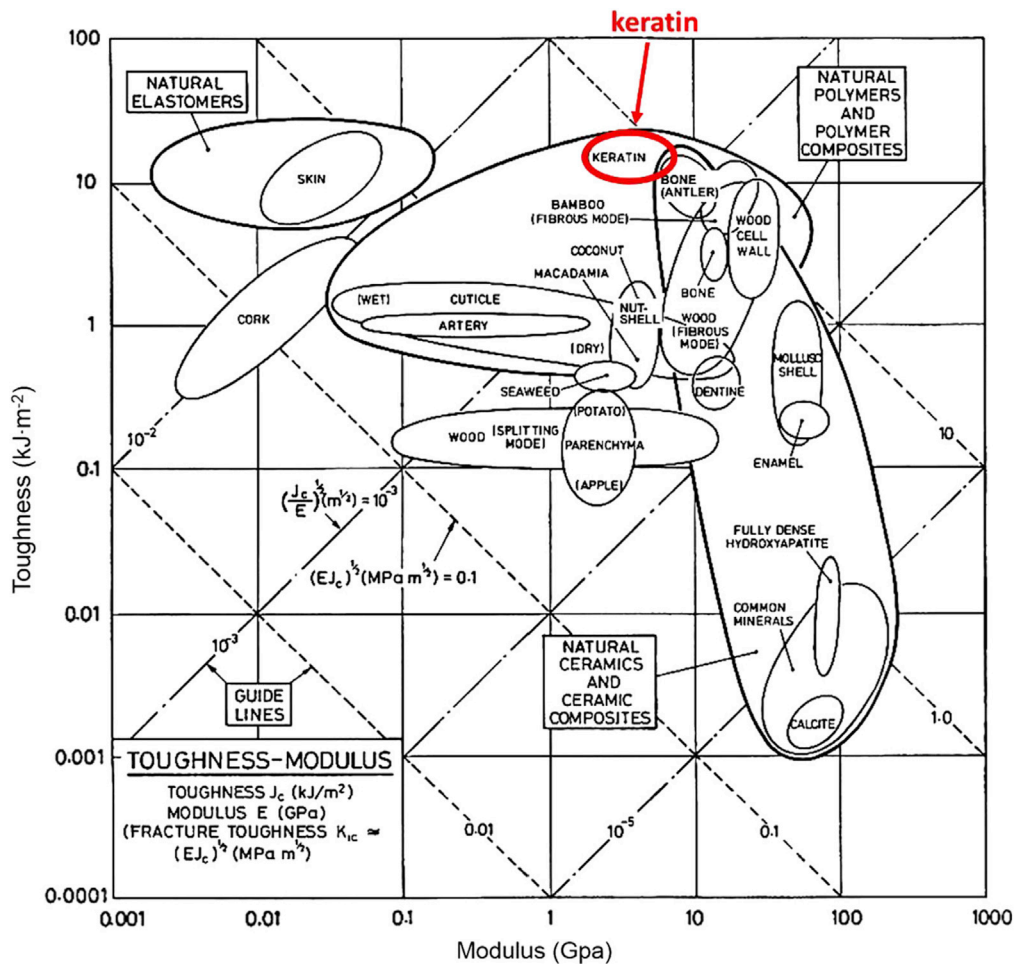 keratin
100
10
1
0.1
0.01
0.001
0.0001
Toughness (kJ·m⁻²)
NATURAL
ELASTOMERS
SKIN
CORK
KERATIN
BONE
(ANTLER)
NATURAL
POLYMERS
AND
POLYMER
COMPOSITES
BAMBOO
(FIBROUS MODE)
WOOD
CELL
WALL
COCONUT
MACADAMIA
BONE
(WET)
CUTICLE
ARTERY
(DRY)
NUT-
SHELL
WOOD
(FIBROUS
MODE)
SEAWEED
DENTINE
MOLLUSC
SHELL
ENAMEL
WOOD (SPLITTING
MODE)
(POTATO)
PARENCHYMA
(APPLE)
10⁻²
10
(J_c/E)^½(m^½) = 10⁻³
(EJ_c)^½(MPa m^½) = 0.1
FULLY DENSE
HYDROXYAPATITE
COMMON
MINERALS
10⁻³
GUIDE
LINES
NATURAL
CERAMICS
AND
CERAMIC
COMPOSITES
CALCITE
1.0
TOUGHNESS-MODULUS
TOUGHNESS J_c (kJ/m²)
MODULUS E (GPa)
(FRACTURE TOUGHNESS K_IC ≈
(EJ_c)^½ (MPa m^½)
0.01
10⁻⁵
0.1
0.001
0.01
0.1
1
10
100
1000
Modulus (Gpa)